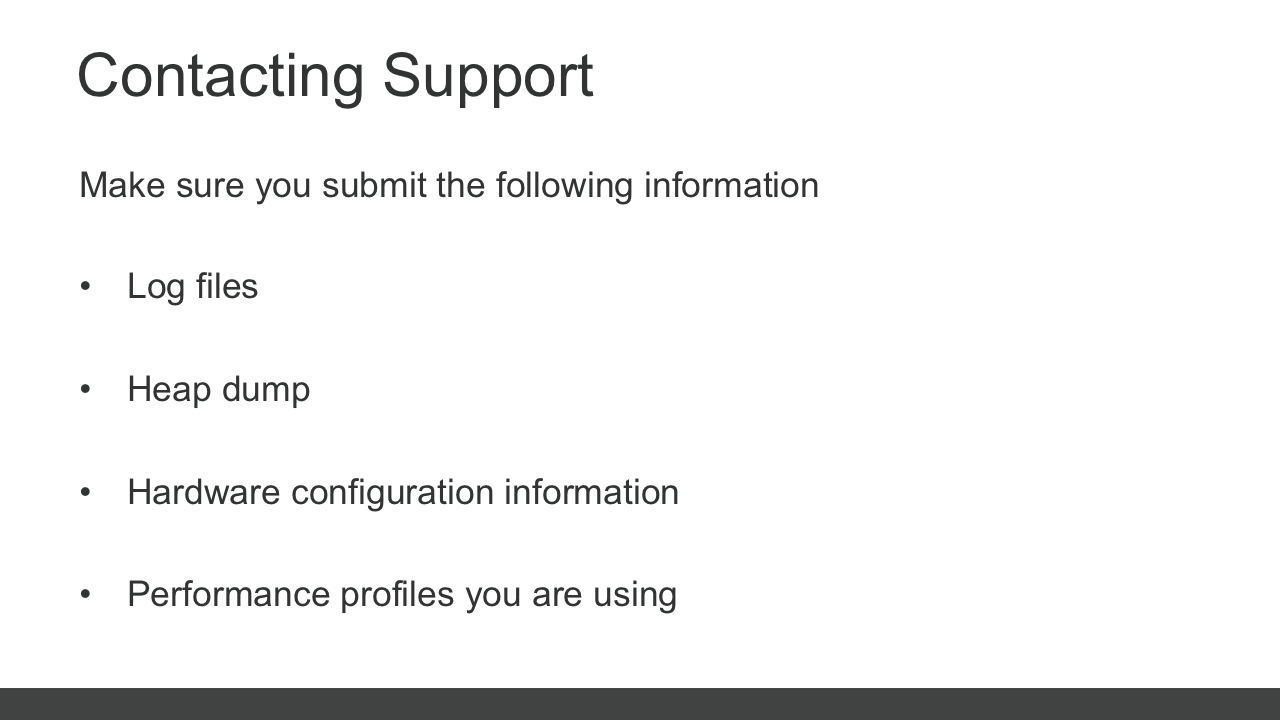 Contacting Support
Make sure you submit the following information
• Log files
• Heap dump
• Hardware configuration information
• Performance profiles you are using